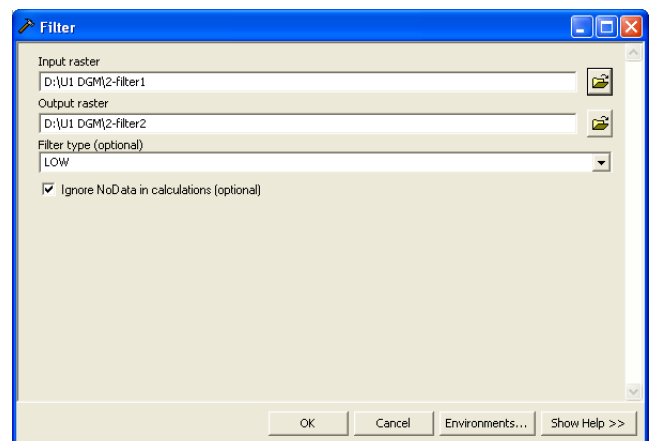 Filter
Input raster
D:\U1 DGM\2-filter1
Output raster
D:\U1 DGM\2-filter2
Filter type (optional)
LOW
Ignore NoData in calculations (optional)
OK Cancel Environments... Show Help >>